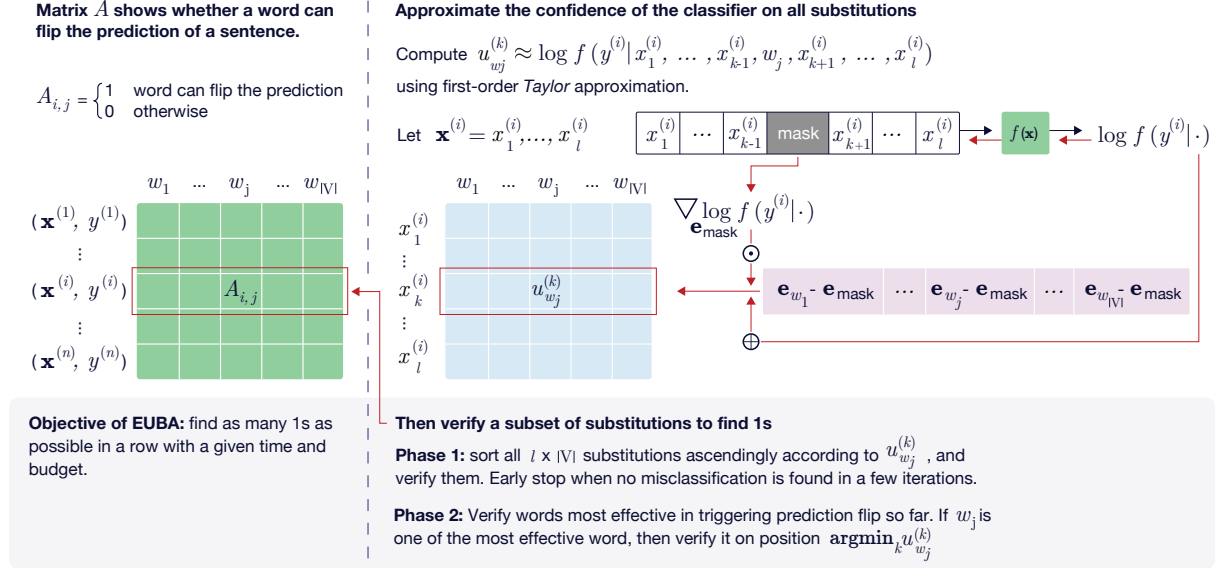 Matrix A shows whether a word can
flip the prediction of a sentence.
A_{i, j} = { 1 word can flip the prediction
0 otherwise
w_1 ... w_j ... w_{|V|}
(x^{(1)}, y^{(1)})
⋮
(x^{(i)}, y^{(i)}) A_{i, j}
⋮
(x^{(n)}, y^{(n)})
Objective of EUBA: find as many 1s as
possible in a row with a given time and
budget.
Approximate the confidence of the classifier on all substitutions
Compute u_{wj}^{(k)} ≈ log f (y^{(i)}| x_1^{(i)}, ... , x_{k-1}^{(i)}, w_j, x_{k+1}^{(i)}, ... , x_l^{(i)})
using first-order Taylor approximation.
Let x^{(i)} = x_1^{(i)},..., x_l^{(i)}
x_1^{(i)} ... x_{k-1}^{(i)} mask x_{k+1}^{(i)} ... x_l^{(i)} f(x) log f (y^{(i)}|·)
w_1 ... w_j ... w_{|V|}
x_1^{(i)}
⋮
x_k^{(i)} u_{w_j}^{(k)}
⋮
x_l^{(i)}
▽_{e_mask} log f (y^{(i)}|·)
⊙
e_{w_1} - e_mask ... e_{w_j} - e_mask ... e_{w_{|V|}} - e_mask
⊕
Then verify a subset of substitutions to find 1s
Phase 1: sort all l x |V| substitutions ascendingly according to u_{w_j}^{(k)} , and
verify them. Early stop when no misclassification is found in a few iterations.
Phase 2: Verify words most effective in triggering prediction flip so far. If w_j is
one of the most effective word, then verify it on position argmin_k u_{w_j}^{(k)}